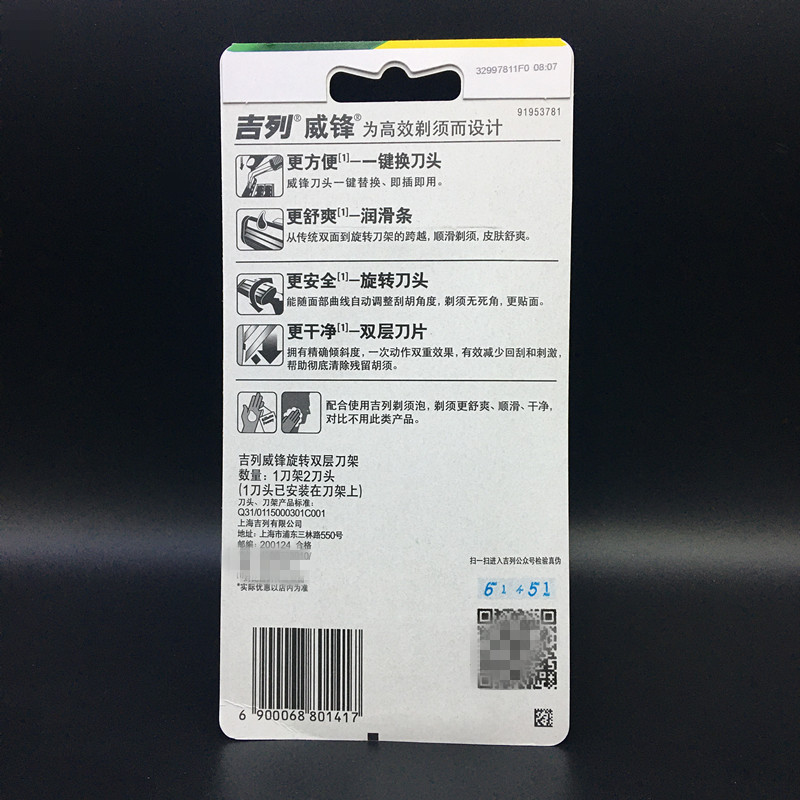 32997811F0 08:07
91953781
吉列® 威锋® 为高效剃须而设计
更方便[1]—一键换刀头
威锋刀头一键替换、即插即用。
更舒爽[1]—润滑条
从传统双面到旋转刀架的跨越，顺滑剃须，皮肤舒爽。
更安全[1]—旋转刀头
能随面部曲线自动调整刮胡角度，剃须无死角，更贴面。
更干净[1]—双层刀片
拥有精确倾斜度，一次动作双重效果，有效减少回刮和刺激，
帮助彻底清除残留胡须。
配合使用吉列剃须泡，剃须更舒爽、顺滑、干净，
对比不用此类产品。
吉列威锋旋转双层刀架
数量：1刀架2刀头
(1刀头已安装在刀架上)
刀头、刀架产品标准：
Q31/0115000301C001
上海吉列有限公司
地址：上海市浦东三林路550号
邮编：200124 合格
*实际优惠以店内为准
扫一扫进入吉列公众号检验真伪
61451
6 900068 801417